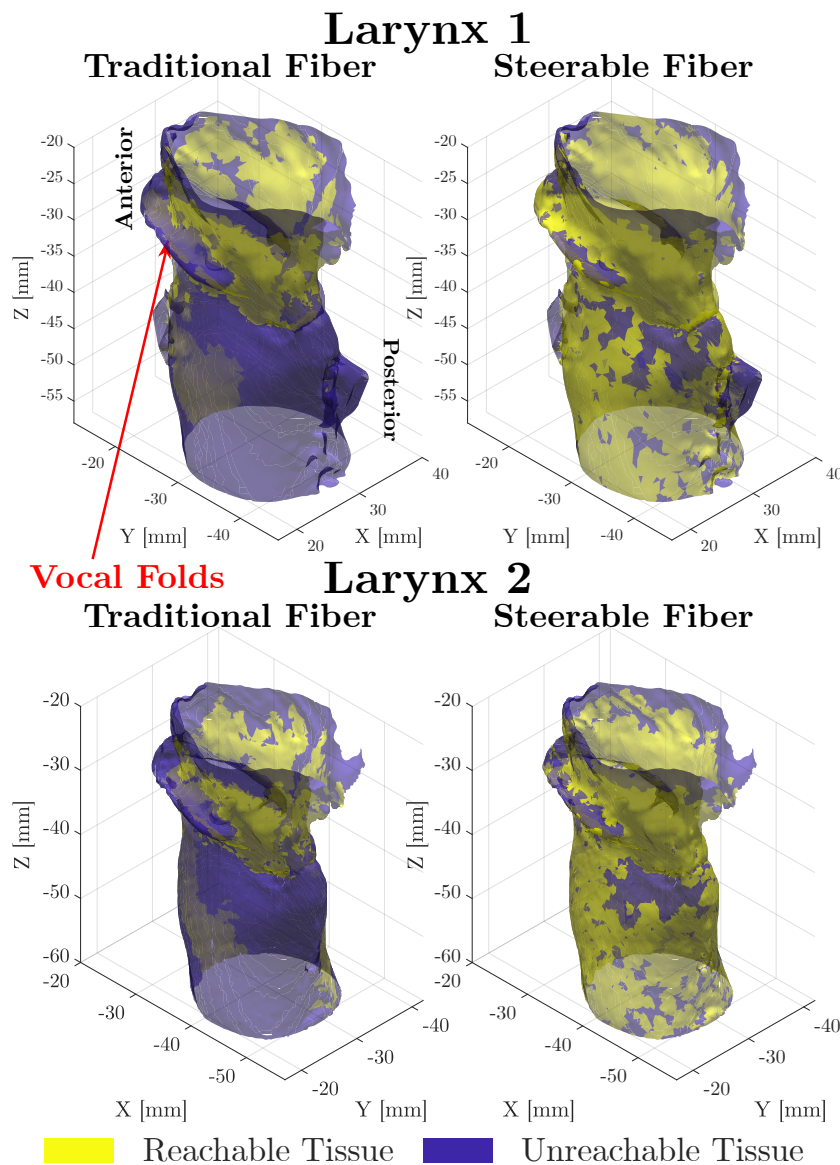 Larynx 1
Traditional Fiber
Steerable Fiber
Anterior
Posterior
Z [mm]
-20
-25
-30
-35
-40
-45
-50
-55
-20
-30
-40
Y [mm]
20
30
40
X [mm]
Z [mm]
-20
-25
-30
-35
-40
-45
-50
-55
-20
-30
-40
Y [mm]
20
30
40
X [mm]
Vocal Folds
Larynx 2
Traditional Fiber
Steerable Fiber
Z [mm]
-20
-30
-40
-50
-60
-20
-30
-40
-50
X [mm]
-20
-30
-40
Y [mm]
Z [mm]
-20
-30
-40
-50
-60
-20
-30
-40
-50
X [mm]
-20
-30
-40
Y [mm]
Reachable Tissue
Unreachable Tissue